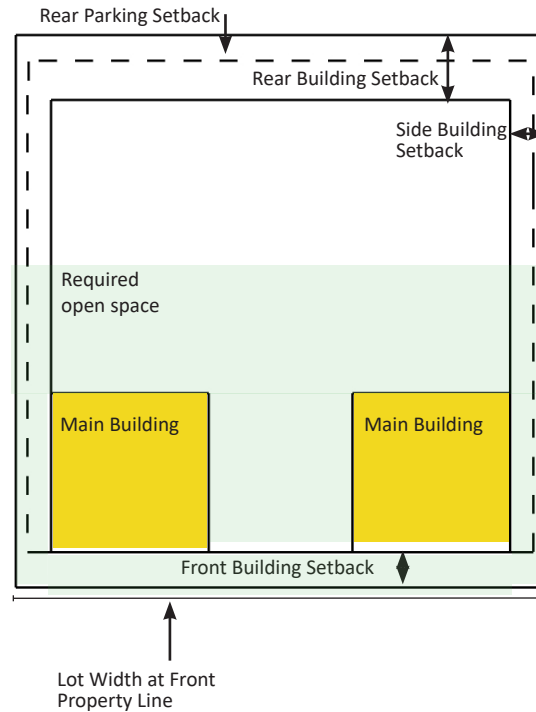 Rear Parking Setback
Rear Building Setback
Side Building
Setback
Required
open space
Main Building
Main Building
Front Building Setback
Lot Width at Front
Property Line